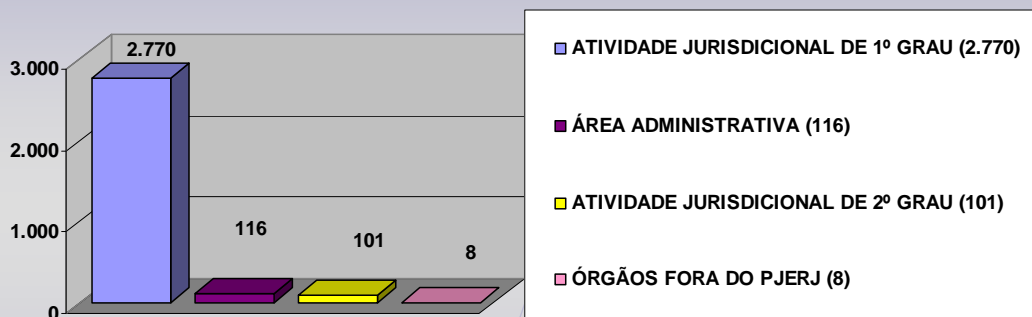 2.770
3.000
2.000
1.000
0
116
101
8
ATIVIDADE JURISDICIONAL DE 1º GRAU (2.770)
ÁREA ADMINISTRATIVA (116)
ATIVIDADE JURISDICIONAL DE 2º GRAU (101)
ÓRGÃOS FORA DO PJERJ (8)